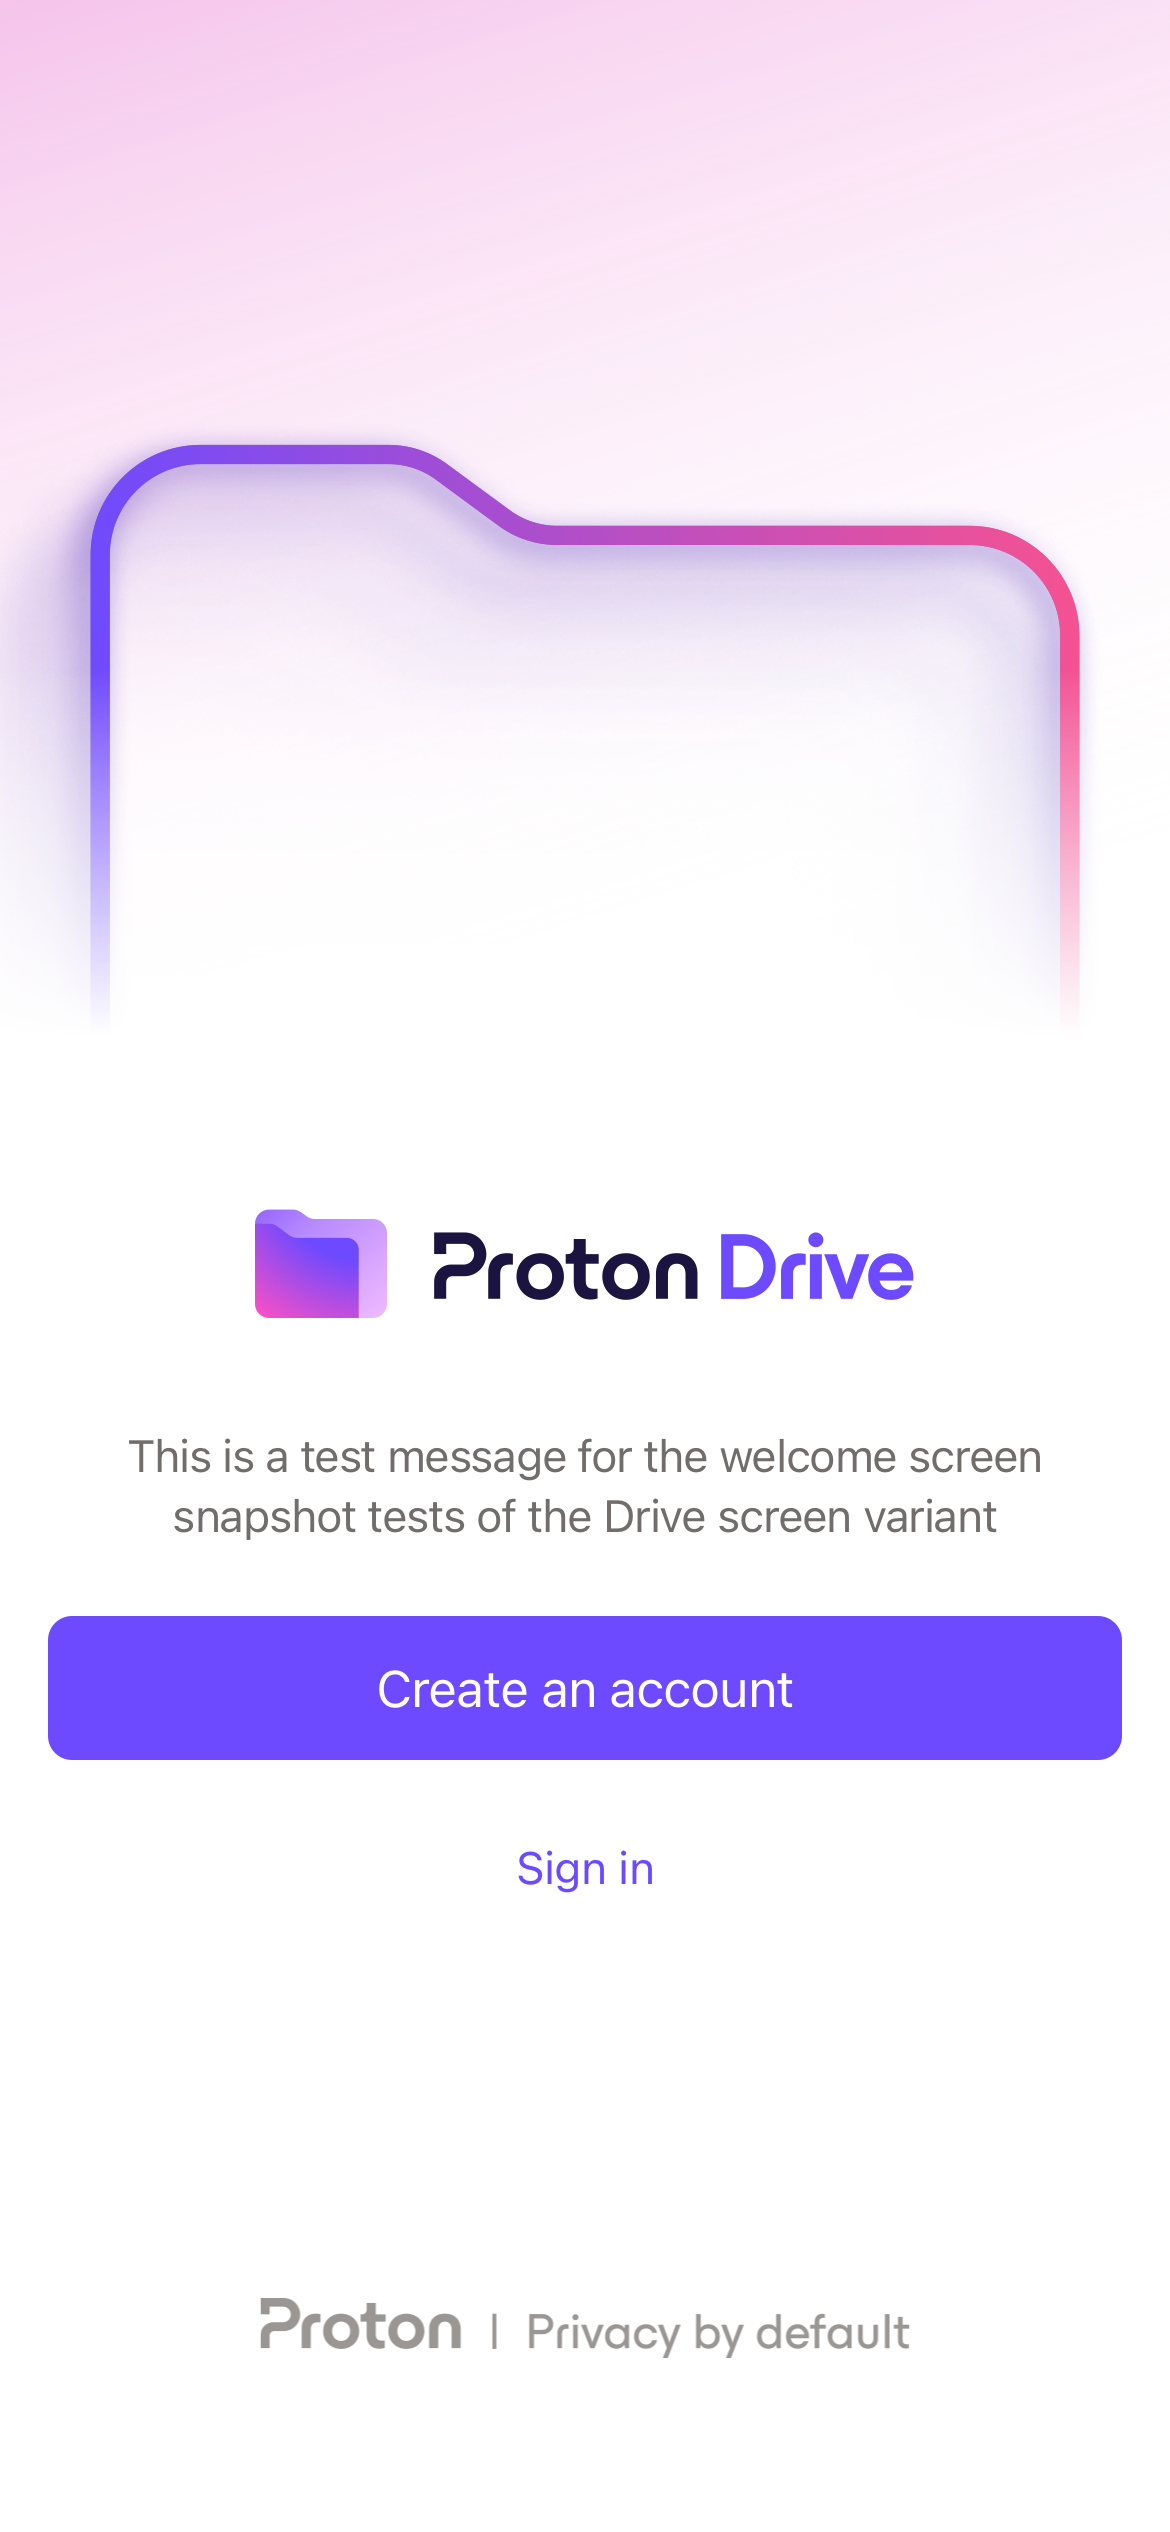 Proton Drive
This is a test message for the welcome screen
snapshot tests of the Drive screen variant
Create an account
Sign in
Proton | Privacy by default